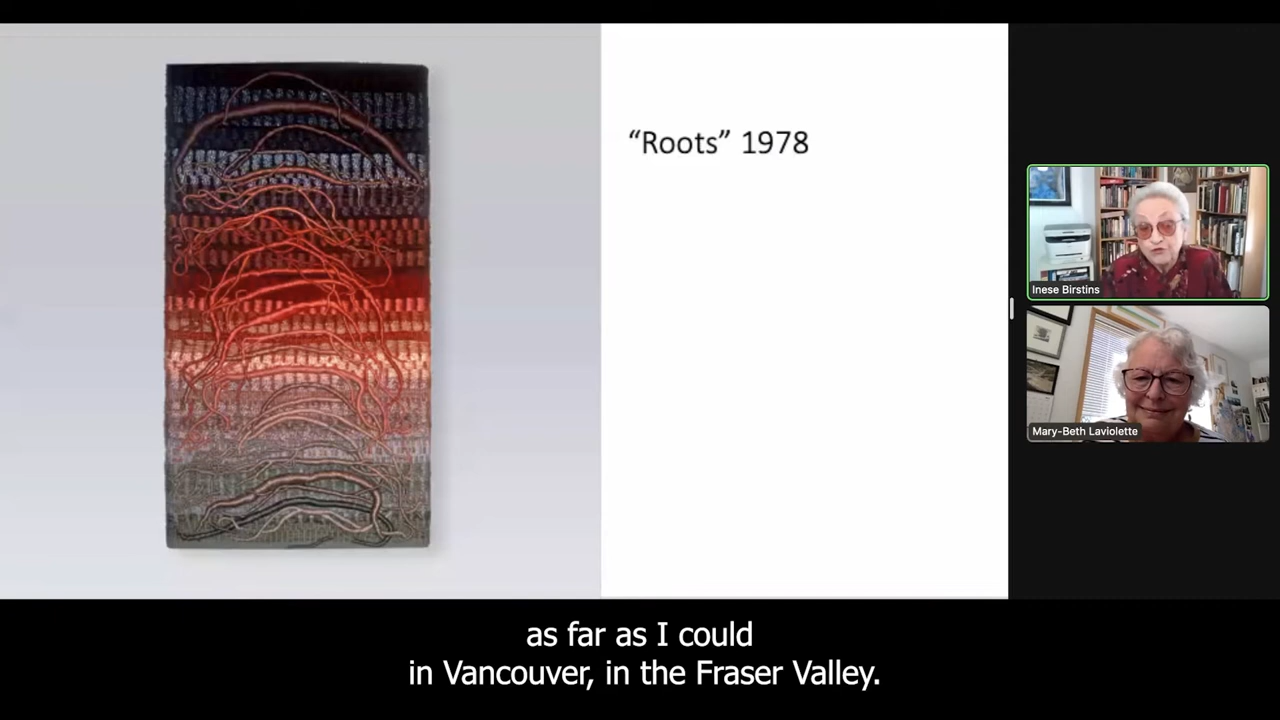 “Roots” 1978
Inese Birstins
Mary-Beth Laviolette
as far as I could
in Vancouver, in the Fraser Valley.